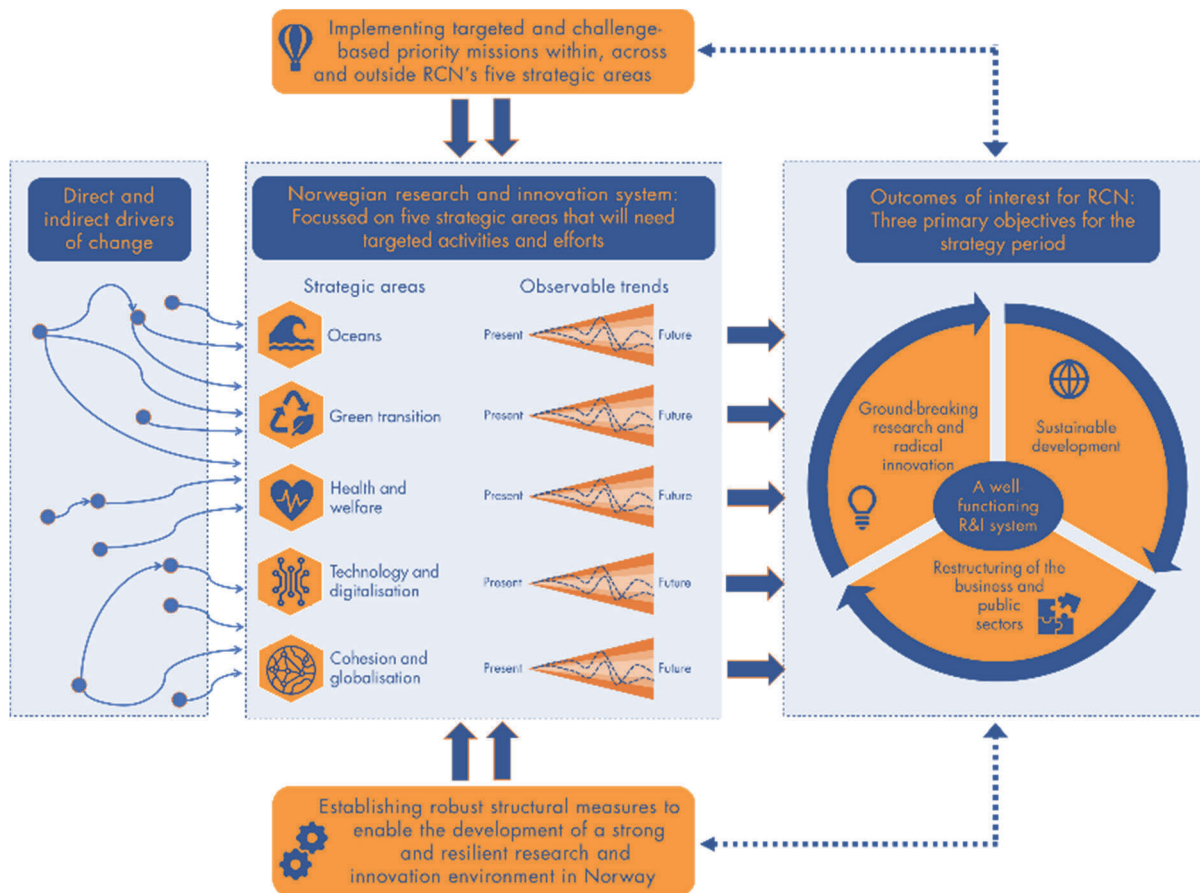 Implementing targeted and challenge-
based priority missions within, across
and outside RCN's five strategic areas
Direct and
indirect drivers
of change
Norwegian research and innovation system:
Focussed on five strategic areas that will need
targeted activities and efforts
Strategic areas
Observable trends
Oceans
Present
Future
Green transition
Present
Future
Health and
welfare
Present
Future
Technology and
digitalisation
Present
Future
Cohesion and
globalisation
Present
Future
Outcomes of interest for RCN:
Three primary objectives for the
strategy period
Ground-breaking
research and
radical
innovation
Sustainable
development
A well
functioning
R&I system
Restructuring of the
business and
public
sectors
Establishing robust structural measures to
enable the development of a strong
and resilient research and
innovation environment in Norway